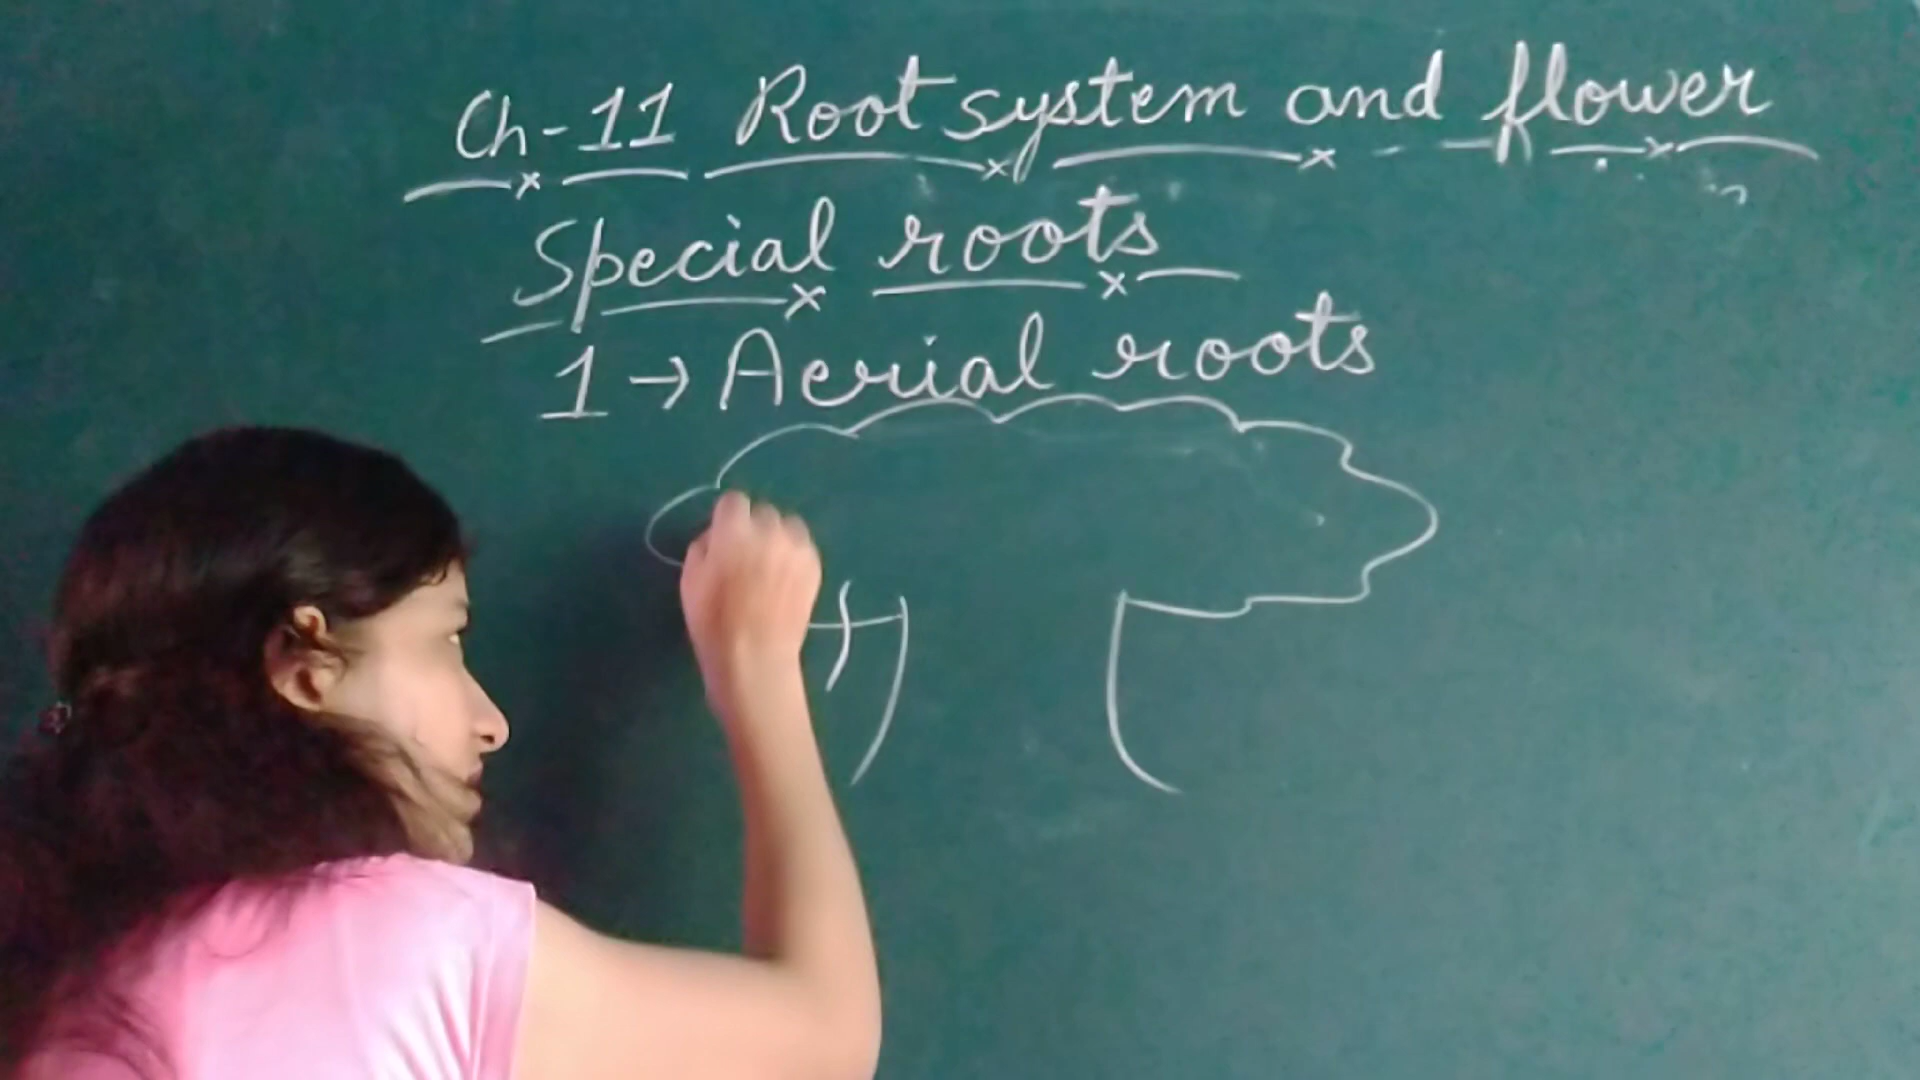 Ch-11 Root system and flower
Special roots
1 → Aerial roots